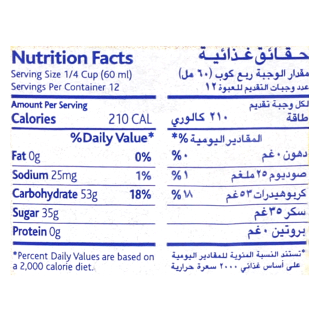 Nutrition Facts
Serving Size 1/4 Cup (60 ml)
Servings Per Container 12
Amount Per Serving
Calories 210 CAL
%Daily Value*
Fat 0g 0%
Sodium 25mg 1%
Carbohydrate 53g 18%
Sugar 35g
Protein 0g
*Percent Daily Values are based on
a 2,000 calorie diet.
حقائق غذائية
مقدار الوجبة ربع كوب (٦٠ مل)
عدد وجبات التقديم للعبوة ١٢
لكل وجبة تقديم
طاقة ٢١٠ كالوري
المقادير اليومية %*
دهون ٠ غم ٠%
صوديوم ٢٥ ملغم ١%
كربوهيدرات ٥٣ غم ١٨%
سكر ٣٥ غم
بروتين ٠ غم
*تستند النسبة المئوية للمقادير اليومية
على أساس غذائي ٢٠٠٠ سعرة حرارية